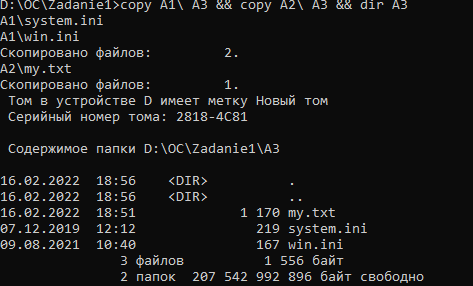 D:\OC\Zadanie1>copy A1\ A3 && copy A2\ A3 && dir A3
A1\system.ini
A1\win.ini
Скопировано файлов:         2.
A2\my.txt
Скопировано файлов:         1.
 Том в устройстве D имеет метку Новый том
 Серийный номер тома: 2818-4C81

 Содержимое папки D:\OC\Zadanie1\A3

16.02.2022  18:56    <DIR>          .
16.02.2022  18:56    <DIR>          ..
16.02.2022  18:51             1 170 my.txt
07.12.2019  12:12               219 system.ini
09.08.2021  10:40               167 win.ini
               3 файлов          1 556 байт
               2 папок  207 542 992 896 байт свободно